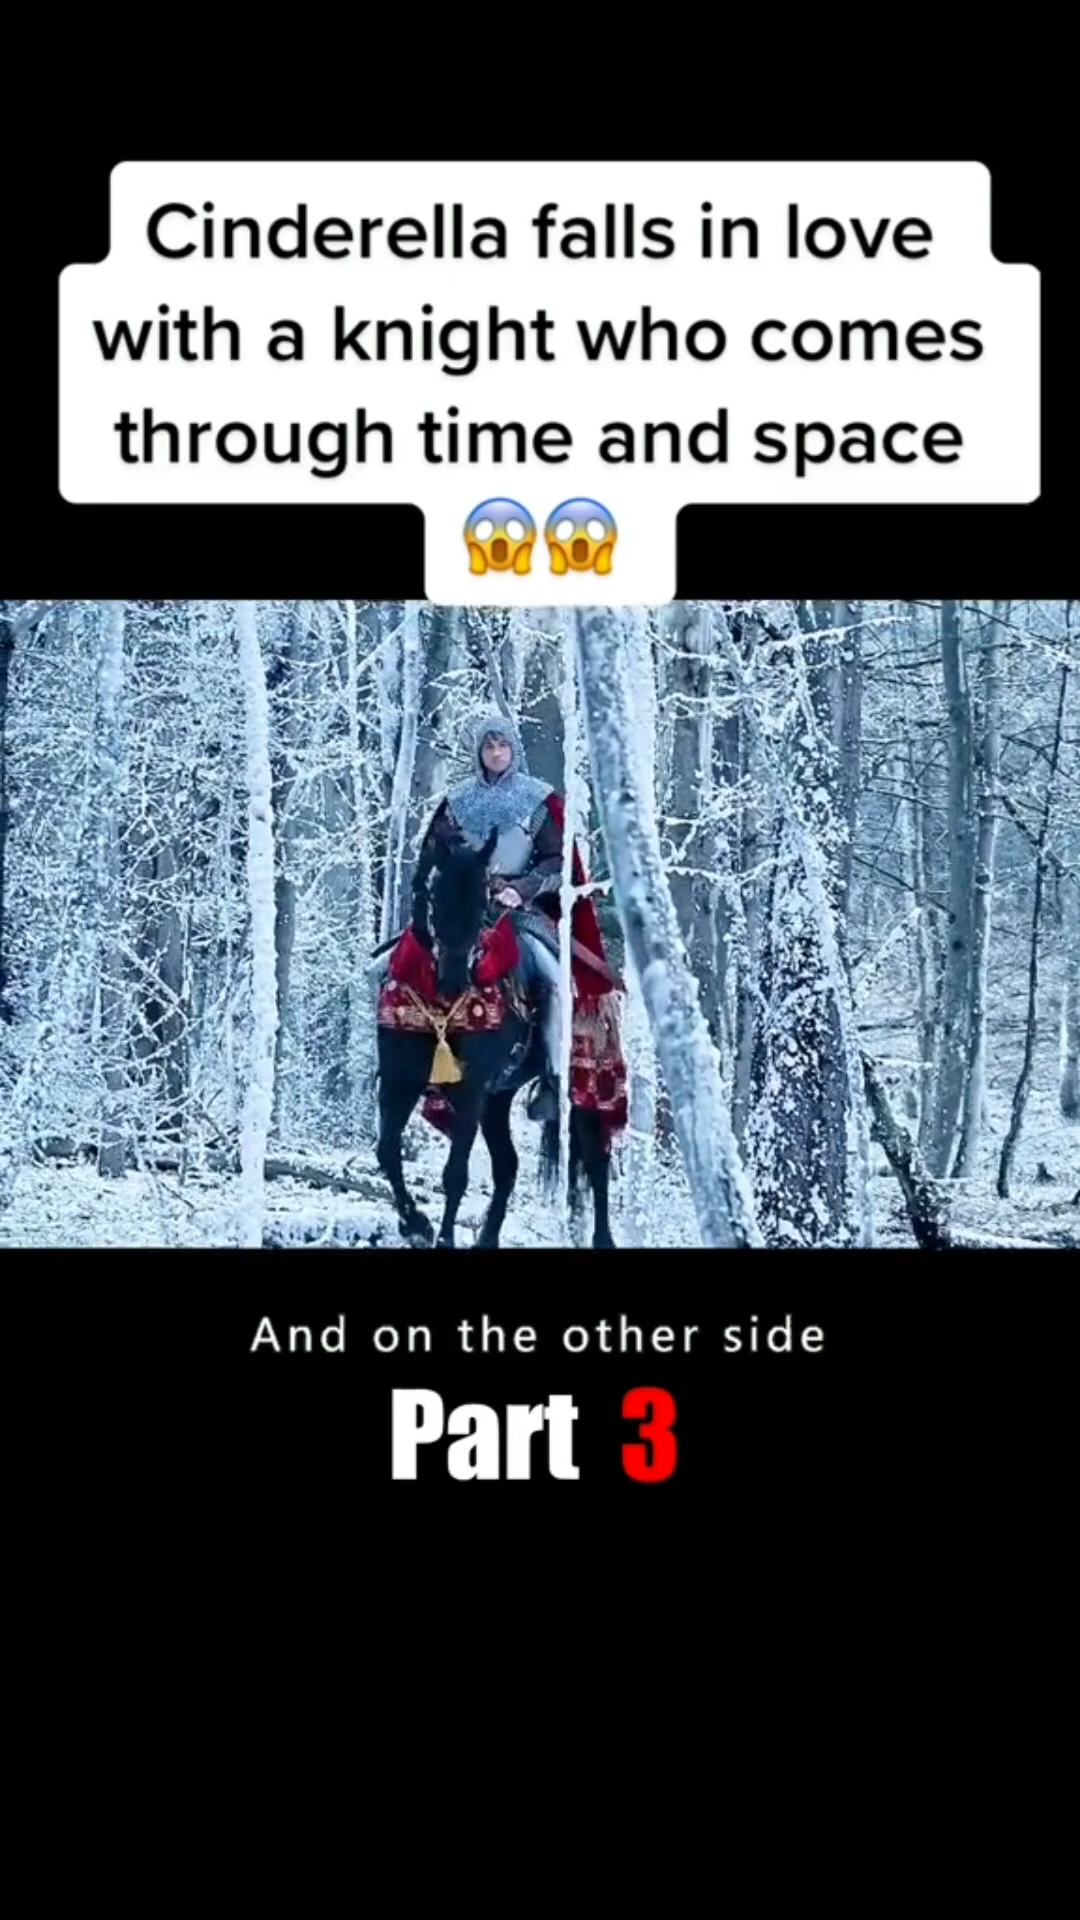 Cinderella falls in love
with a knight who comes
through time and space
😱😱
And on the other side
Part 3